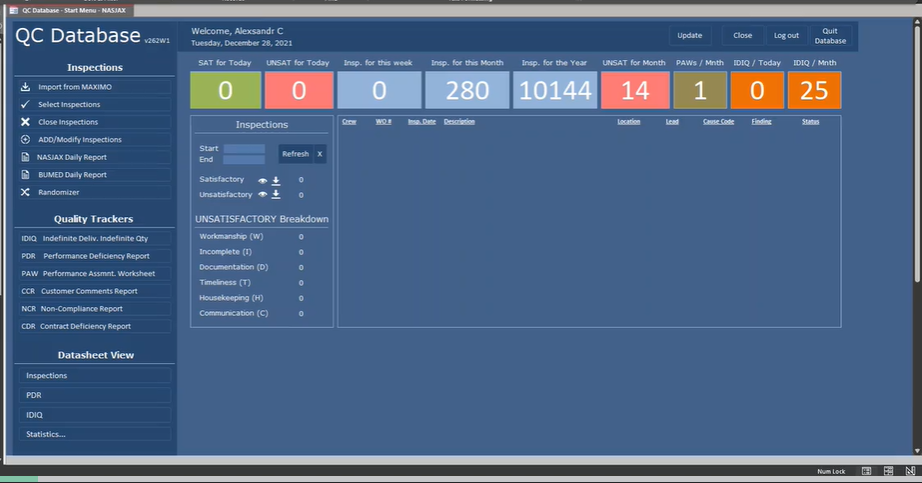 QC Database - Start Menu - NASJAX
QC Database v262W1
Welcome, Alexsandr C
Tuesday, December 28, 2021
Update
Close
Log out
Quit Database
Inspections
Import from MAXIMO
Select Inspections
Close Inspections
ADD/Modify Inspections
NASJAX Daily Report
BUMED Daily Report
Randomizer
Quality Trackers
IDIQ Indefinite Deliv. Indefinite Qty
PDR Performance Deficiency Report
PAW Performance Assmnt. Worksheet
CCR Customer Comments Report
NCR Non-Compliance Report
CDR Contract Deficiency Report
Datasheet View
Inspections
PDR
IDIQ
Statistics...
SAT for Today
UNSAT for Today
Insp. for this week
Insp. for this Month
Insp. for the Year
UNSAT for Month
PAWs / Mnth
IDIQ / Today
IDIQ / Mnth
0
0
0
280
10144
14
1
0
25
Inspections
Start
End
Refresh
X
Satisfactory 0
Unsatisfactory 0
UNSATISFACTORY Breakdown
Workmanship (W) 0
Incomplete (I) 0
Documentation (D) 0
Timeliness (T) 0
Housekeeping (H) 0
Communication (C) 0
Crew WO # Insp. Date Description Location Lead Cause Code Finding Status
Num Lock